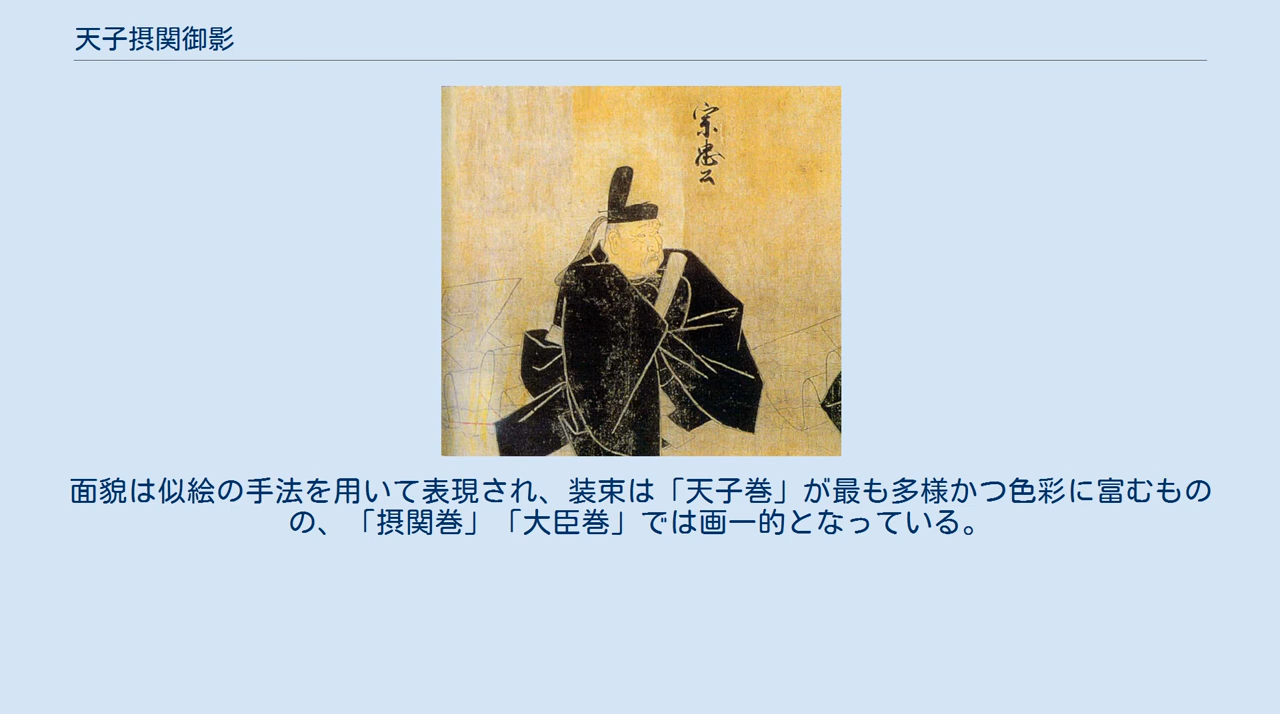 天子摂関御影
宗忠公
面貌は似絵の手法を用いて表現され、装束は「天子巻」が最も多様かつ色彩に富むもの
の、「摂関巻」「大臣巻」では画一的となっている。